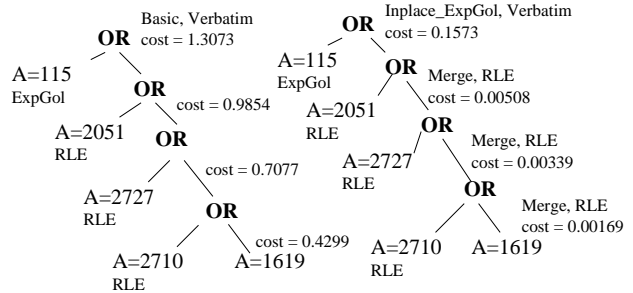 Basic, Verbatim
OR
cost = 1.3073
A=115
ExpGol
OR
cost = 0.9854
A=2051
RLE
OR
cost = 0.7077
A=2727
RLE
OR
cost = 0.4299
A=2710
RLE
A=1619
Inplace_ExpGol, Verbatim
OR
cost = 0.1573
A=115
ExpGol
OR
Merge, RLE
cost = 0.00508
A=2051
RLE
OR
Merge, RLE
cost = 0.00339
A=2727
RLE
OR
Merge, RLE
cost = 0.00169
A=2710
RLE
A=1619